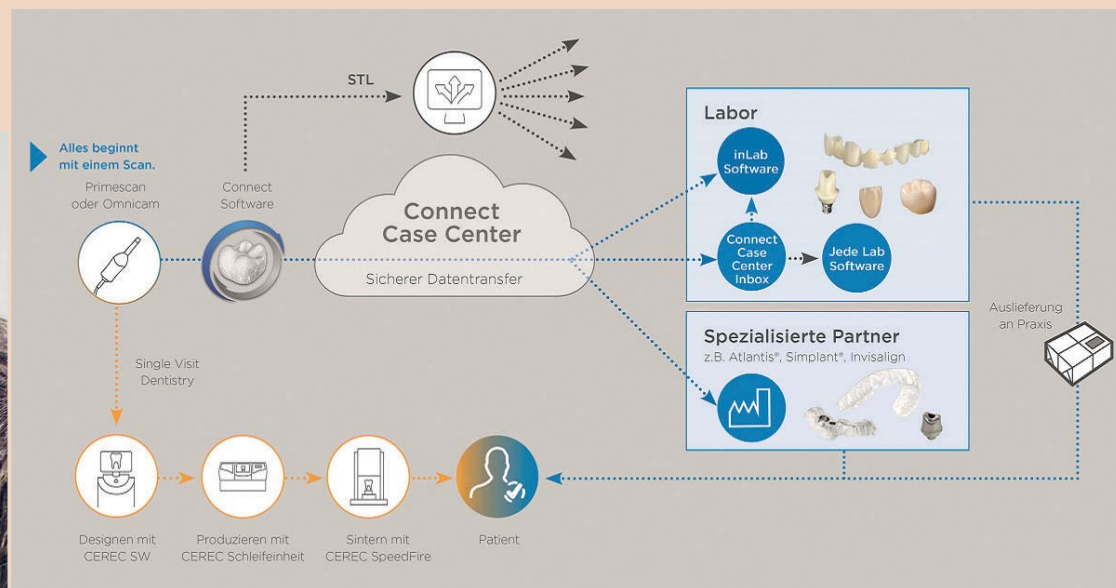 STL
Alles beginnt
mit einem Scan.
Primescan
oder Omnicam
Connect
Software
Connect
Case Center
Sicherer Datentransfer
Labor
inLab
Software
Connect
Case
Center
Inbox
Jede Lab
Software
Spezialisierte Partner
z.B. Atlantis®, Simplant®, Invisalign
Auslieferung
an Praxis
Single Visit
Dentistry
Designen mit
CEREC SW
Produzieren mit
CEREC Schleifeinheit
Sintern mit
CEREC SpeedFire
Patient